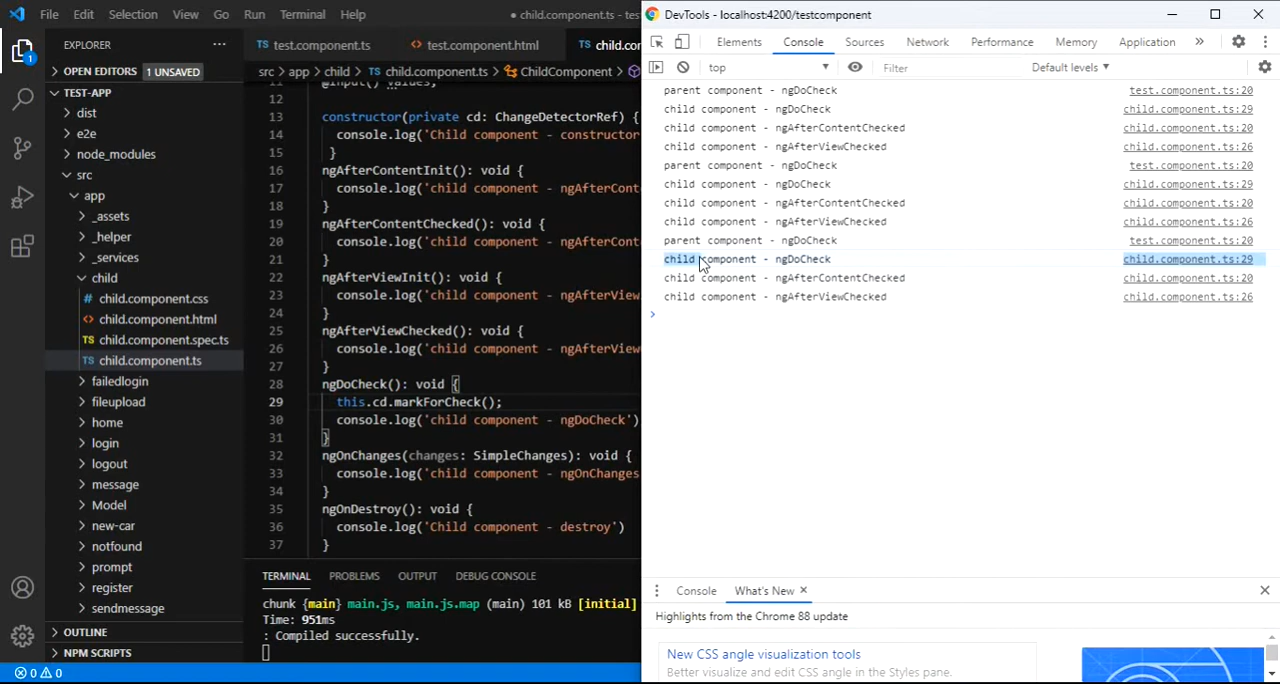 File Edit Selection View Go Run Terminal Help ● child.component.ts - te
DevTools - localhost:4200/testcomponent
EXPLORER ···
OPEN EDITORS 1 UNSAVED
TEST-APP
dist
e2e
node_modules
src
app
_assets
_helper
_services
child
# child.component.css
<> child.component.html
TS child.component.spec.ts
TS child.component.ts
failedlogin
fileupload
home
login
logout
message
Model
new-car
notfound
prompt
register
sendmessage
OUTLINE
NPM SCRIPTS
1
TS test.component.ts <> test.component.html TS child.co
src > app > child > TS child.component.ts > ChildComponent >
11 @Input() values;
12
13 constructor(private cd: ChangeDetectorRef) {
14 console.log('Child component - constructor
15 }
16 ngAfterContentInit(): void {
17 console.log('child component - ngAfterCont
18 }
19 ngAfterContentChecked(): void {
20 console.log('child component - ngAfterCont
21 }
22 ngAfterViewInit(): void {
23 console.log('child component - ngAfterView
24 }
25 ngAfterViewChecked(): void {
26 console.log('child component - ngAfterView
27 }
28 ngDoCheck(): void {
29 this.cd.markForCheck();
30 console.log('child component - ngDoCheck')
31 }
32 ngOnChanges(changes: SimpleChanges): void {
33 console.log('child component - ngOnChanges
34 }
35 ngOnDestroy(): void {
36 console.log('Child component - destroy')
37 }
TERMINAL PROBLEMS OUTPUT DEBUG CONSOLE
chunk {main} main.js, main.js.map (main) 101 kB [initial]
Time: 951ms
: Compiled successfully.
0 0
Elements Console Sources Network Performance Memory Application »
top Filter Default levels ▼
parent component - ngDoCheck test.component.ts:20
child component - ngDoCheck child.component.ts:29
child component - ngAfterContentChecked child.component.ts:20
child component - ngAfterViewChecked child.component.ts:26
parent component - ngDoCheck test.component.ts:20
child component - ngDoCheck child.component.ts:29
child component - ngAfterContentChecked child.component.ts:20
child component - ngAfterViewChecked child.component.ts:26
parent component - ngDoCheck test.component.ts:20
child component - ngDoCheck child.component.ts:29
child component - ngAfterContentChecked child.component.ts:20
child component - ngAfterViewChecked child.component.ts:26
>
Console What's New ×
Highlights from the Chrome 88 update
New CSS angle visualization tools
Better visualize and edit CSS angle in the Styles pane.